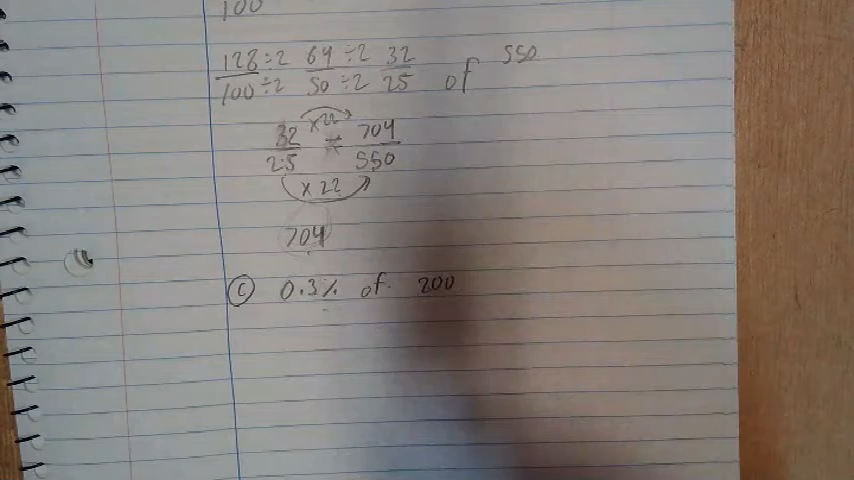 100
128÷2 64÷2 32
100÷2 50÷2 25 of 550
×22
32 = 704
25 550
×22
704
(c) 0.3% of 200